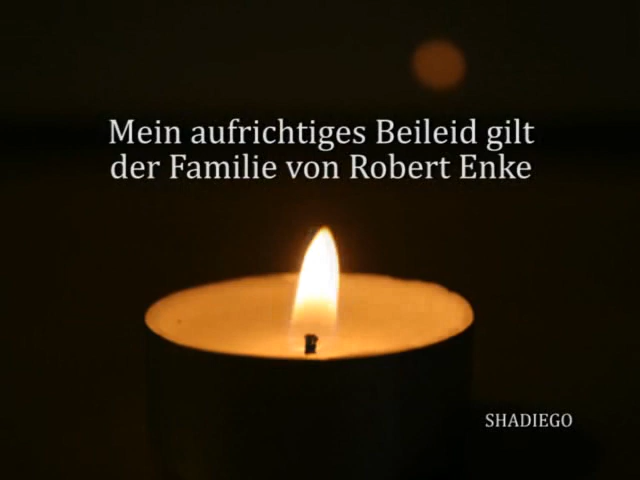 Mein aufrichtiges Beileid gilt
der Familie von Robert Enke
SHADIEGO